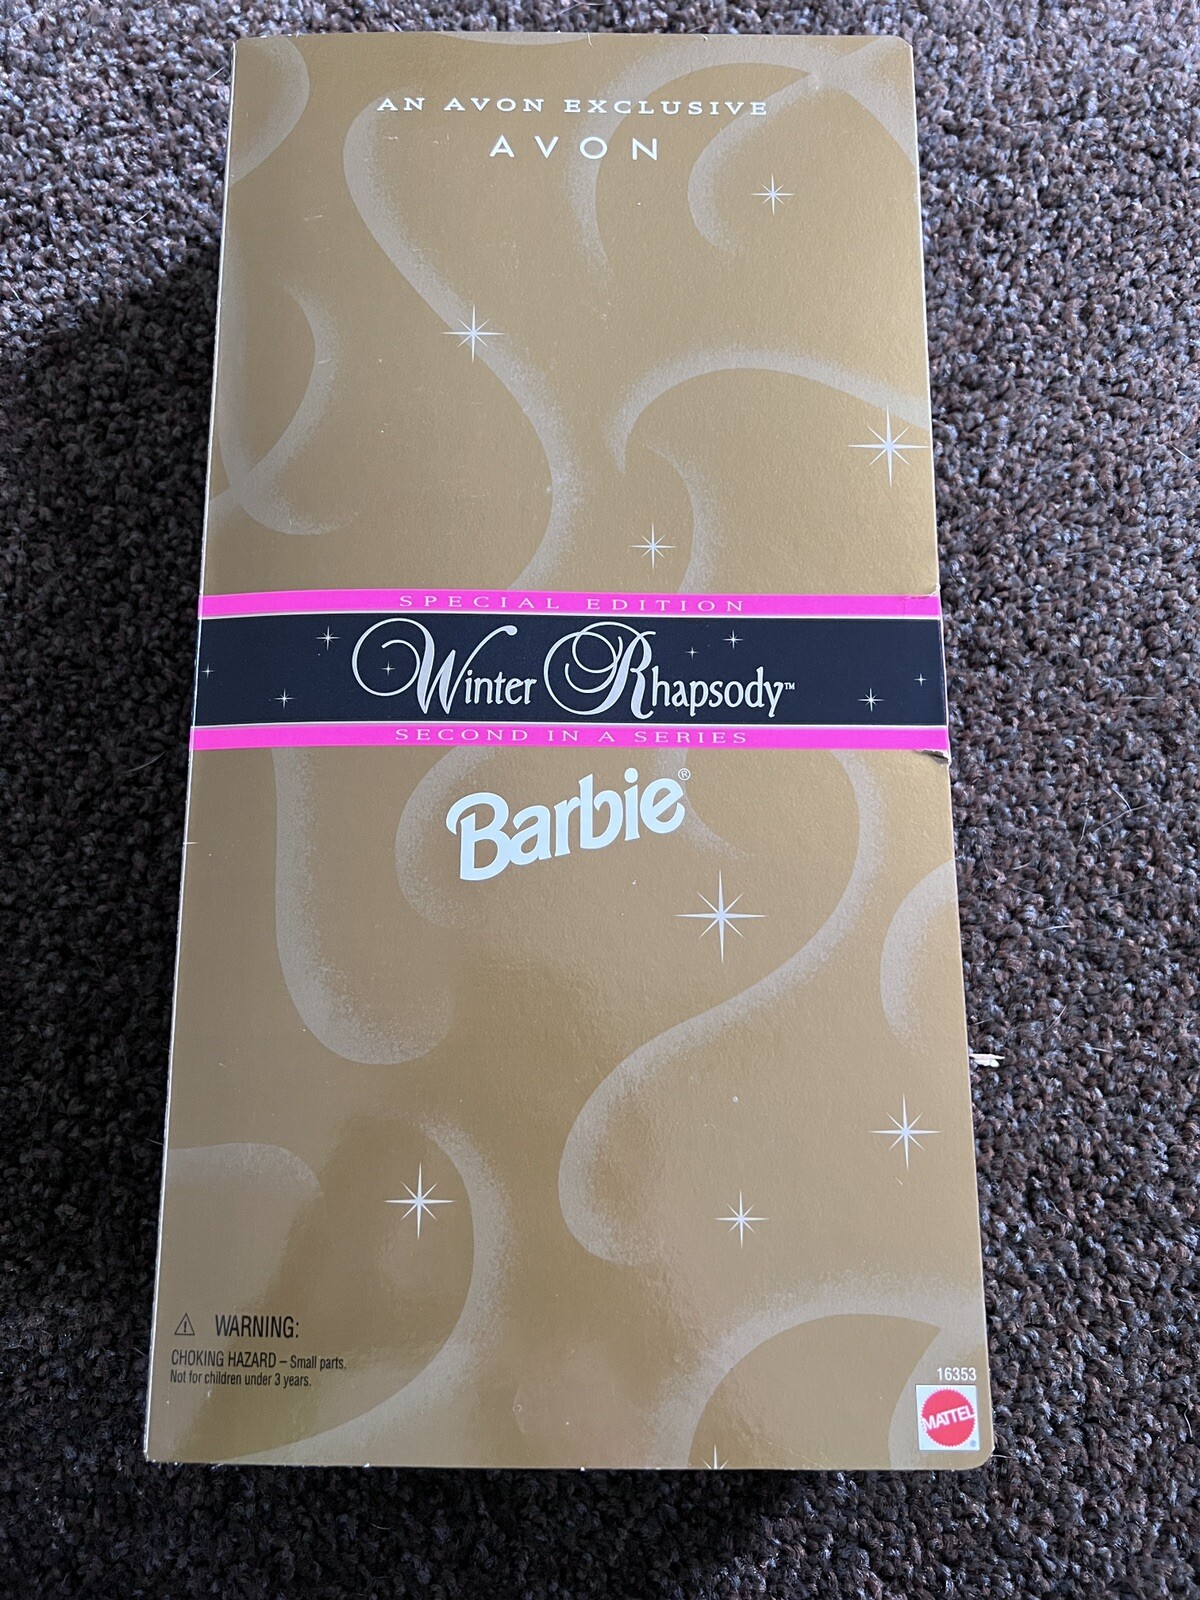 AN AVON EXCLUSIVE
AVON
SPECIAL EDITION
Winter Rhapsody™
SECOND IN A SERIES
Barbie®
⚠ WARNING:
CHOKING HAZARD – Small parts.
Not for children under 3 years.
16353
MATTEL®